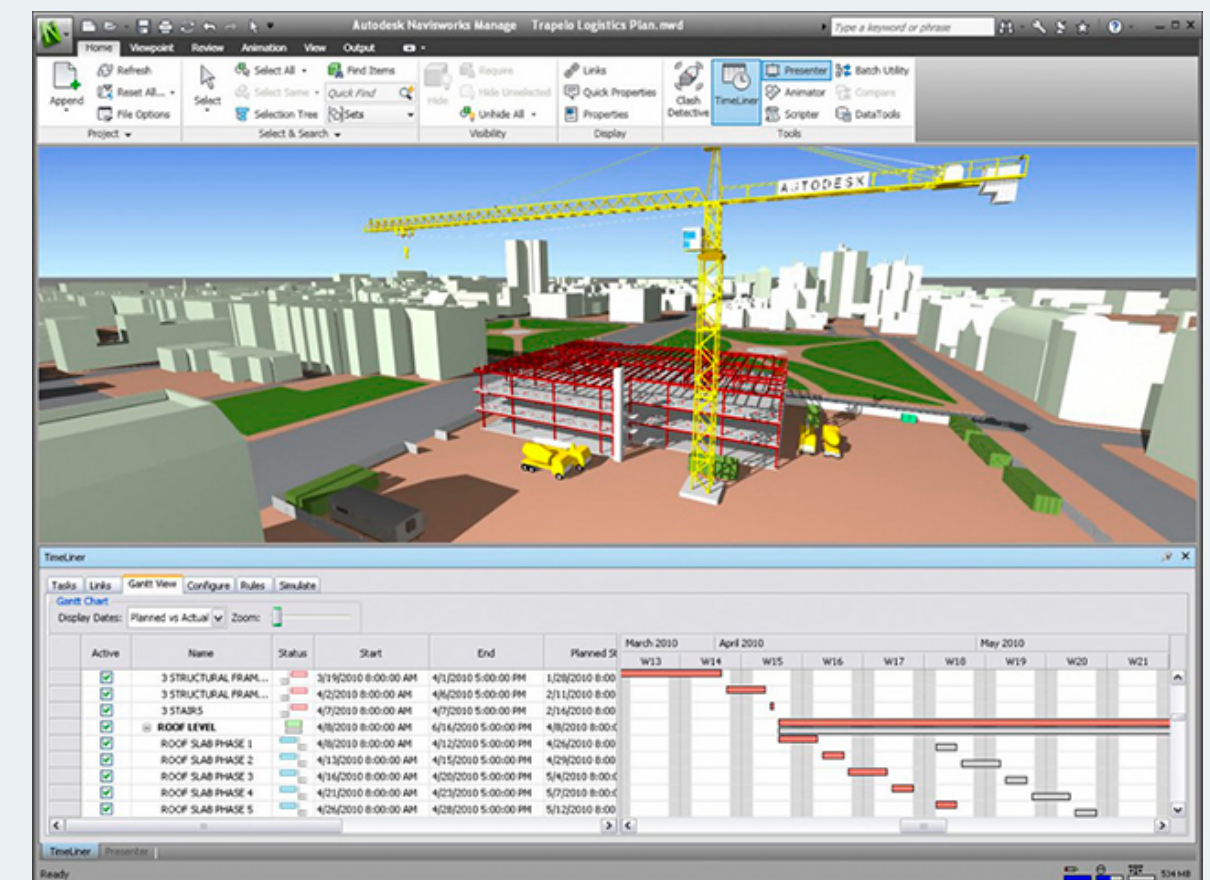 Autodesk Navisworks Manage Trapelo Logistics Plan.nwd
Type a keyword or phrase
Home Viewpoint Review Animation View Output
Append
Refresh
Reset All...
File Options
Project
Select
Select All
Select Same
Selection Tree
Find Items
Quick Find
Sets
Select & Search
Hide
Require
Hide Unselected
Unhide All
Visibility
Links
Quick Properties
Properties
Display
Clash Detective
TimeLiner
Presenter
Animator
Scripter
Batch Utility
Compare
DataTools
Tools
AUTODESK
TimeLiner
Tasks Links Gantt View Configure Rules Simulate
Gantt Chart
Display Dates: Planned vs Actual Zoom:
Active Name Status Start End Planned St
March 2010 April 2010 May 2010
W13 W14 W15 W16 W17 W18 W19 W20 W21
3 STRUCTURAL FRAM... 3/19/2010 8:00:00 AM 4/1/2010 5:00:00 PM 1/28/2010 8:00
3 STRUCTURAL FRAM... 4/2/2010 8:00:00 AM 4/6/2010 5:00:00 PM 2/11/2010 8:00
3 STAIRS 4/7/2010 8:00:00 AM 4/7/2010 5:00:00 PM 2/16/2010 8:00
ROOF LEVEL 4/8/2010 8:00:00 AM 6/16/2010 5:00:00 PM 4/8/2010 8:00:0
ROOF SLAB PHASE 1 4/8/2010 8:00:00 AM 4/12/2010 5:00:00 PM 4/26/2010 8:00
ROOF SLAB PHASE 2 4/13/2010 8:00:00 AM 4/15/2010 5:00:00 PM 4/29/2010 8:00
ROOF SLAB PHASE 3 4/16/2010 8:00:00 AM 4/20/2010 5:00:00 PM 5/4/2010 8:00:0
ROOF SLAB PHASE 4 4/21/2010 8:00:00 AM 4/23/2010 5:00:00 PM 5/7/2010 8:00:0
ROOF SLAB PHASE 5 4/26/2010 8:00:00 AM 4/28/2010 5:00:00 PM 5/12/2010 8:00
TimeLiner Presenter
Ready
534 MB